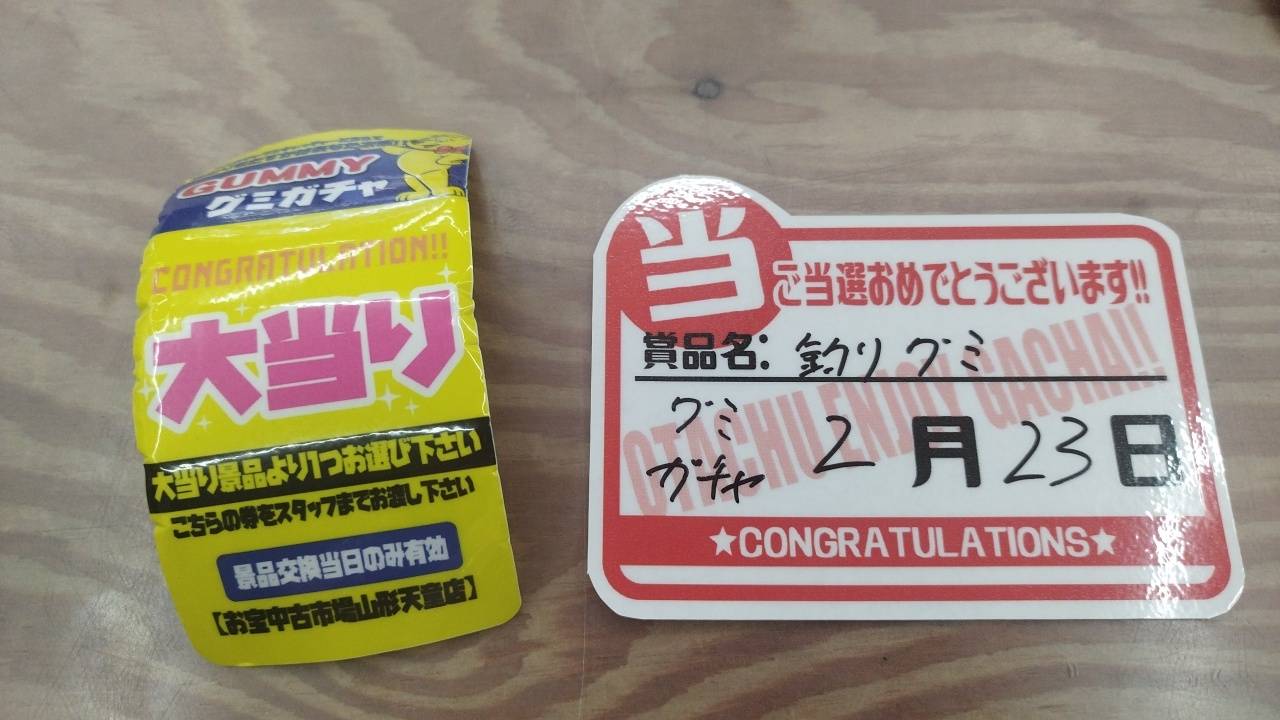 GUMMY
グミガチャ
CONGRATULATION!!
大当り
大当り景品より1つお選び下さい
こちらの券をスタッフまでお渡し下さい
景品交換当日のみ有効
【お宝中古市場山形天童店】
当
ご当選おめでとうございます!!
賞品名: 釣りグミ
OTACHU ENJOY GACHA!!
グミ
ガチャ
2月23日
★CONGRATULATIONS★